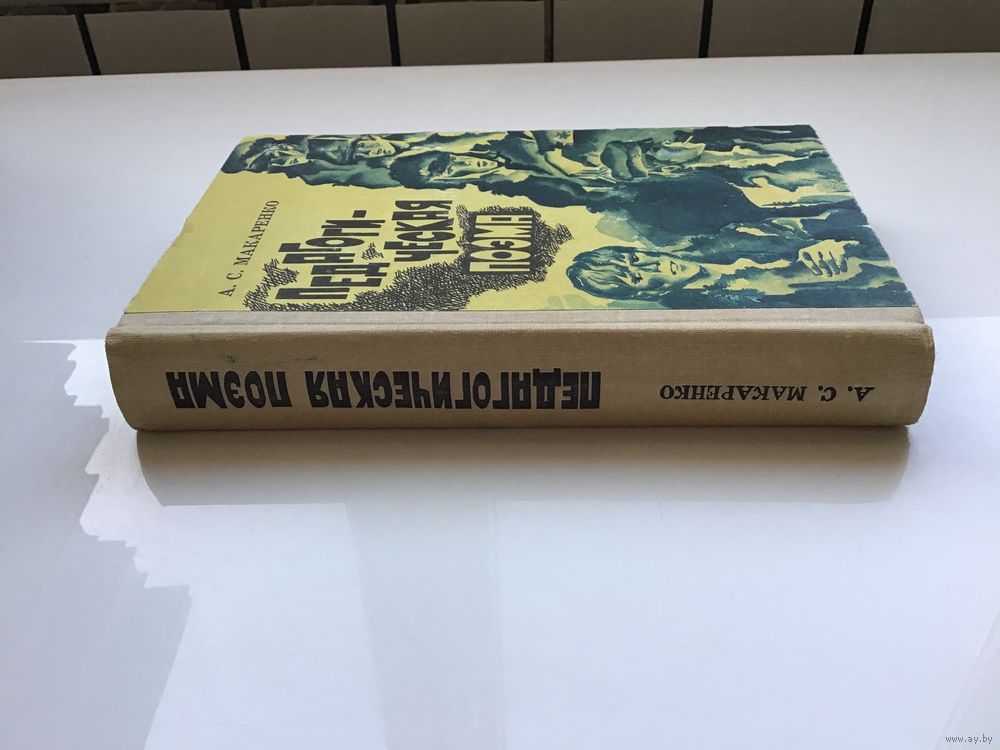 А. С. МАКАРЕНКО
ПЕДАГОГИ-
ЧЕСКАЯ
ПОЭМА
А. С. МАКАРЕНКО ПЕДАГОГИЧЕСКАЯ ПОЭМА
www.ay.by